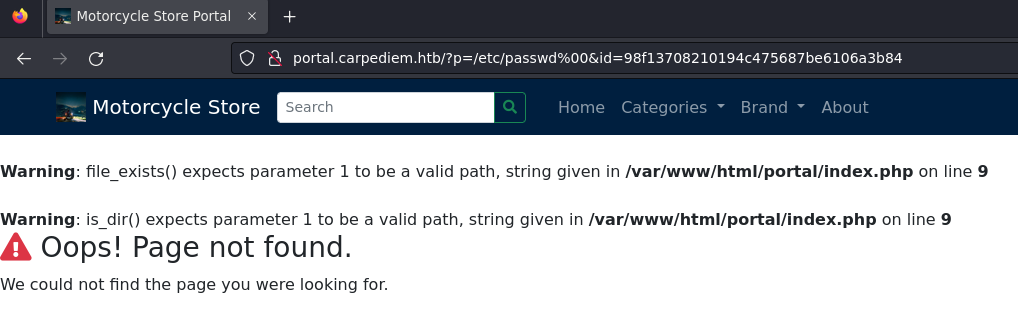 Motorcycle Store Portal
portal.carpediem.htb/?p=/etc/passwd%00&id=98f13708210194c475687be6106a3b84
Motorcycle Store Search Home Categories Brand About
Warning: file_exists() expects parameter 1 to be a valid path, string given in /var/www/html/portal/index.php on line 9
Warning: is_dir() expects parameter 1 to be a valid path, string given in /var/www/html/portal/index.php on line 9
Oops! Page not found.
We could not find the page you were looking for.